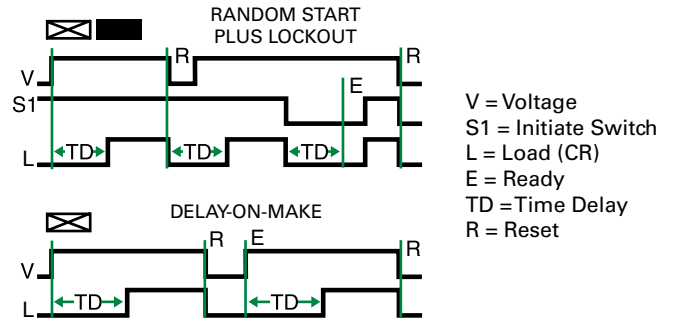 RANDOM START
PLUS LOCKOUT
R
R
V
E
S1
TD
TD
TD
L
DELAY-ON-MAKE
R
E
R
V
TD
TD
L
V = Voltage
S1 = Initiate Switch
L = Load (CR)
E = Ready
TD =Time Delay
R = Reset